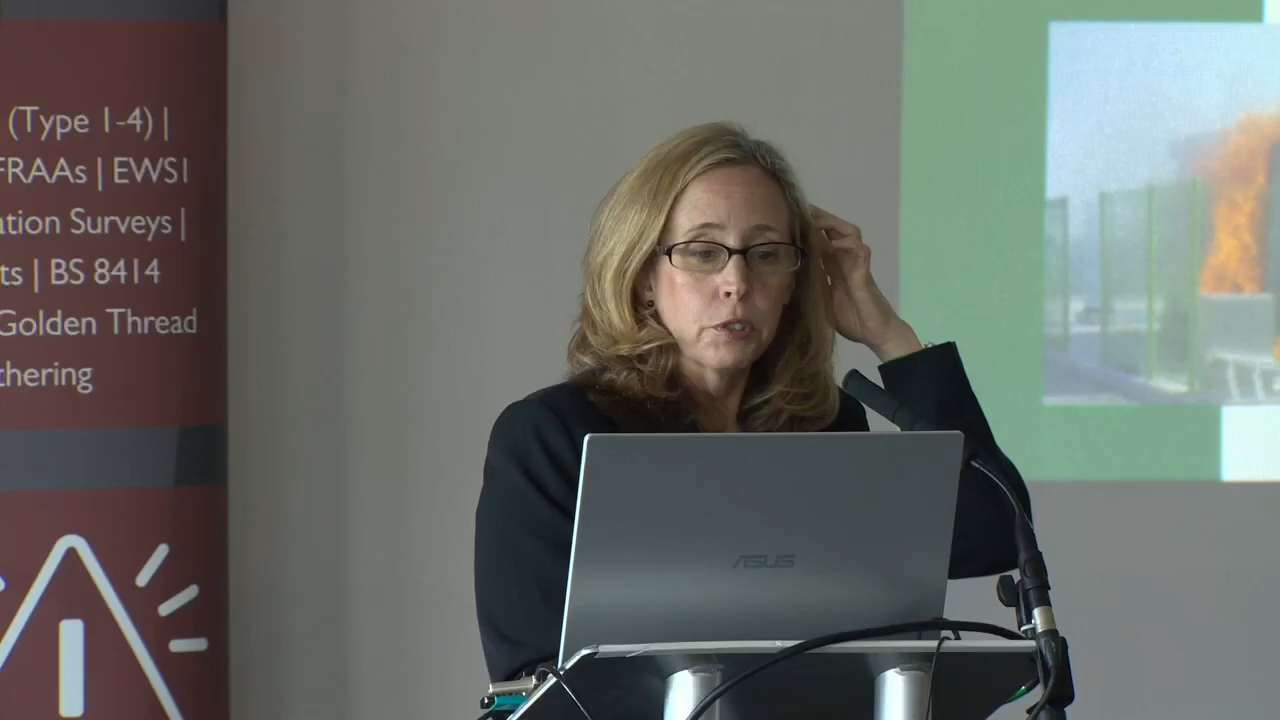 (Type 1-4) |
FRAAs | EWS1
ation Surveys |
ts | BS 8414
Golden Thread
thering
ASUS